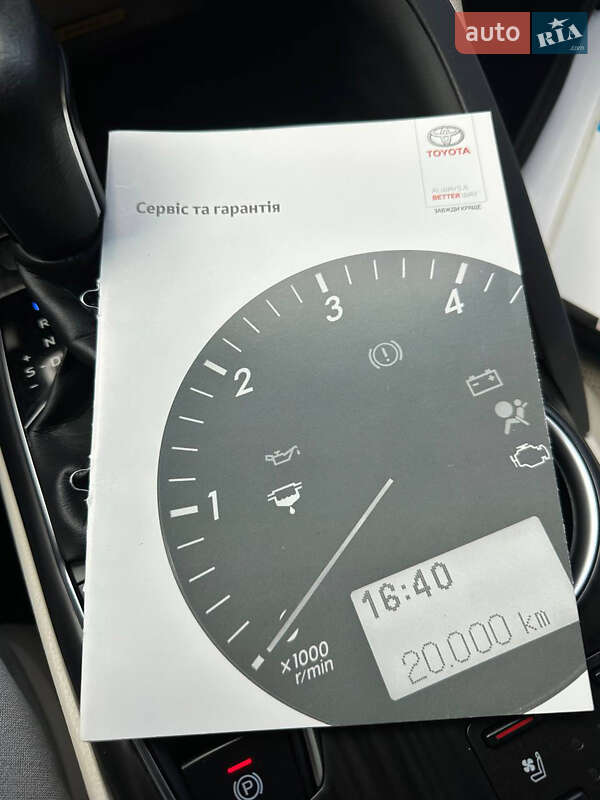 auto RIA
.com
TOYOTA
ALWAYS A
BETTER WAY
ЗАВЖДИ КРАЩЕ
Сервіс та гарантія
3
4
2
1
16:40
20.000 km
x1000
r/min
R
N
D
+
S
−
P